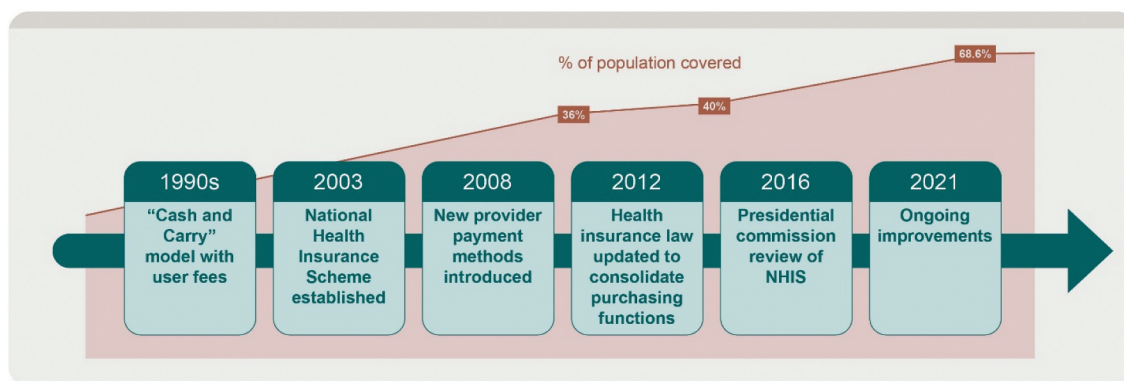 % of population covered
68.6%
36%
40%
1990s
“Cash and
Carry”
model with
user fees
2003
National
Health
Insurance
Scheme
established
2008
New provider
payment
methods
introduced
2012
Health
insurance law
updated to
consolidate
purchasing
functions
2016
Presidential
commission
review of
NHIS
2021
Ongoing
improvements